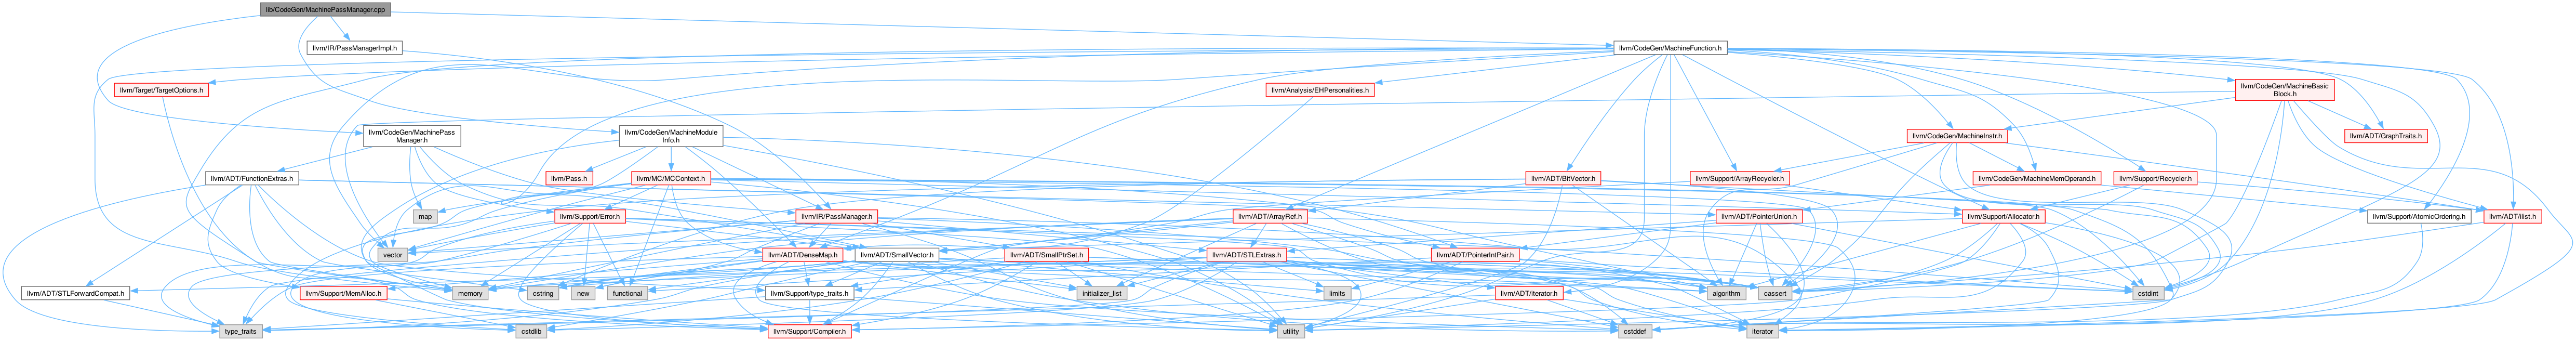 lib/CodeGen/MachinePassManager.cpp
llvm/IR/PassManagerImpl.h
llvm/CodeGen/MachineFunction.h
llvm/Target/TargetOptions.h
llvm/Analysis/EHPersonalities.h
llvm/CodeGen/MachineBasic
Block.h
llvm/CodeGen/MachinePass
Manager.h
llvm/CodeGen/MachineModule
Info.h
llvm/CodeGen/MachineInstr.h
llvm/ADT/GraphTraits.h
llvm/ADT/FunctionExtras.h
llvm/Pass.h
llvm/MC/MCContext.h
llvm/ADT/BitVector.h
llvm/Support/ArrayRecycler.h
llvm/CodeGen/MachineMemOperand.h
llvm/Support/Recycler.h
map
llvm/Support/Error.h
llvm/IR/PassManager.h
llvm/ADT/ArrayRef.h
llvm/ADT/PointerUnion.h
llvm/Support/Allocator.h
llvm/Support/AtomicOrdering.h
llvm/ADT/ilist.h
vector
llvm/ADT/DenseMap.h
llvm/ADT/SmallVector.h
llvm/ADT/SmallPtrSet.h
llvm/ADT/STLExtras.h
llvm/ADT/PointerIntPair.h
llvm/ADT/STLForwardCompat.h
llvm/Support/MemAlloc.h
memory
cstring
new
functional
llvm/Support/type_traits.h
initializer_list
limits
llvm/ADT/iterator.h
algorithm
cassert
cstdint
type_traits
cstdlib
llvm/Support/Compiler.h
utility
cstddef
iterator